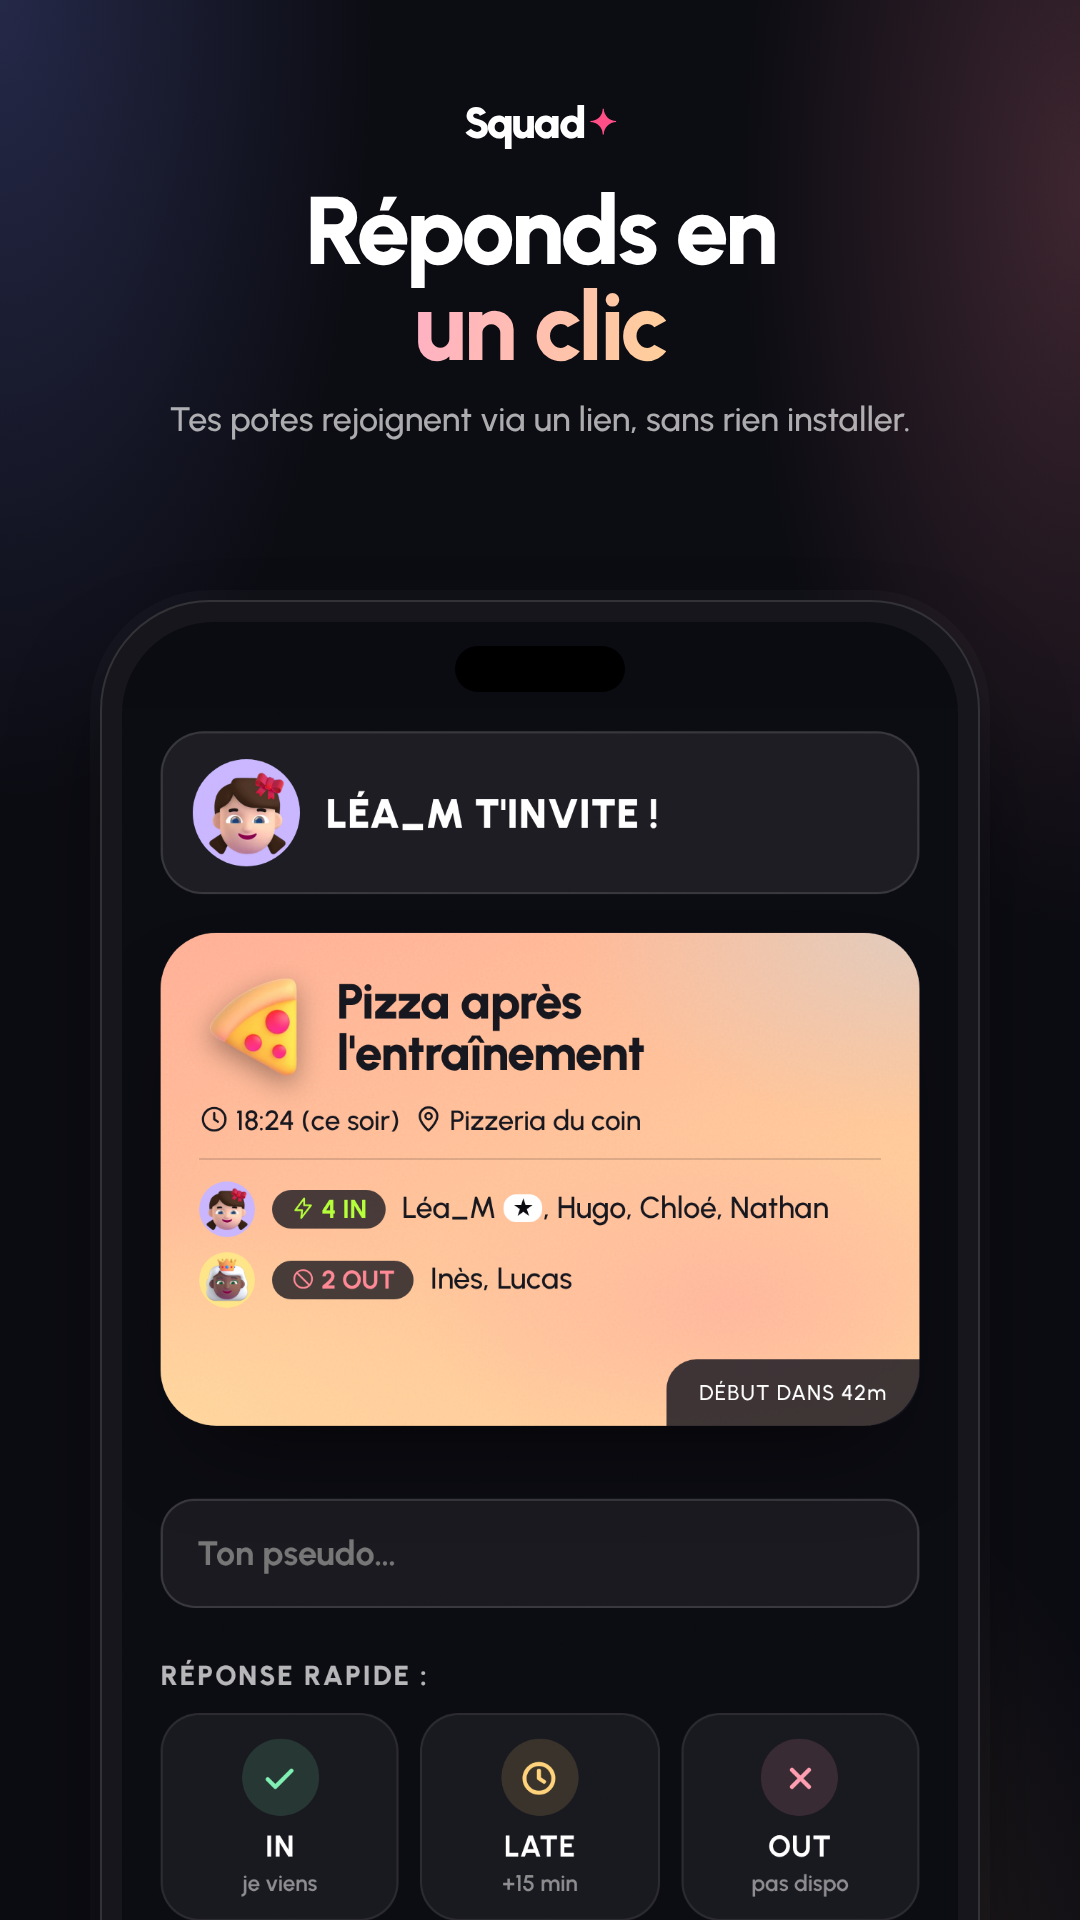 Squad
Réponds en
un clic
Tes potes rejoignent via un lien, sans rien installer.
LÉA_M T'INVITE !
Pizza après
l'entraînement
18:24 (ce soir) Pizzeria du coin
4 IN Léa_M ★, Hugo, Chloé, Nathan
2 OUT Inès, Lucas
DÉBUT DANS 42m
Ton pseudo...
RÉPONSE RAPIDE :
IN LATE OUT
je viens +15 min pas dispo